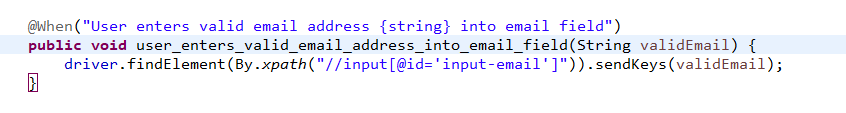 @When("User enters valid email address {string} into email field")
public void user_enters_valid_email_address_into_email_field(String validEmail) {
    driver.findElement(By.xpath("//input[@id='input-email']")).sendKeys(validEmail);
}